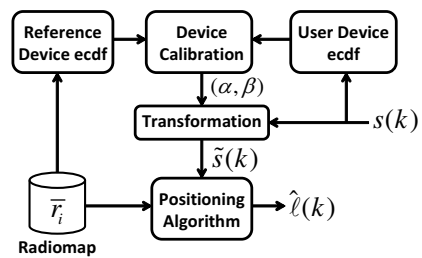 Reference Device ecdf
Device Calibration
User Device ecdf
(α, β)
Transformation
s(k)
s̃(k)
r̅ᵢ
Positioning Algorithm
ℓ̂(k)
Radiomap